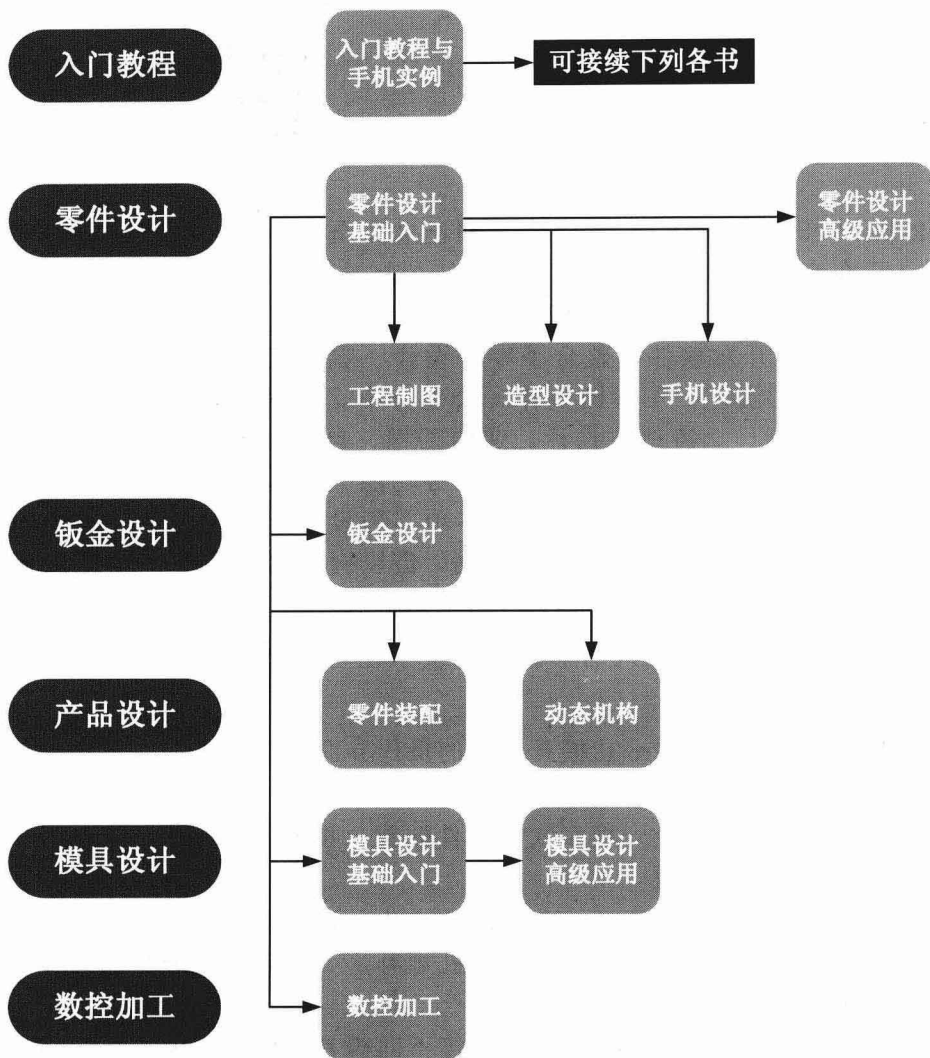 入门教程
入门教程与
手机实例
可接续下列各书
零件设计
零件设计
基础入门
零件设计
高级应用
工程制图
造型设计
手机设计
钣金设计
钣金设计
产品设计
零件装配
动态机构
模具设计
模具设计
基础入门
模具设计
高级应用
数控加工
数控加工